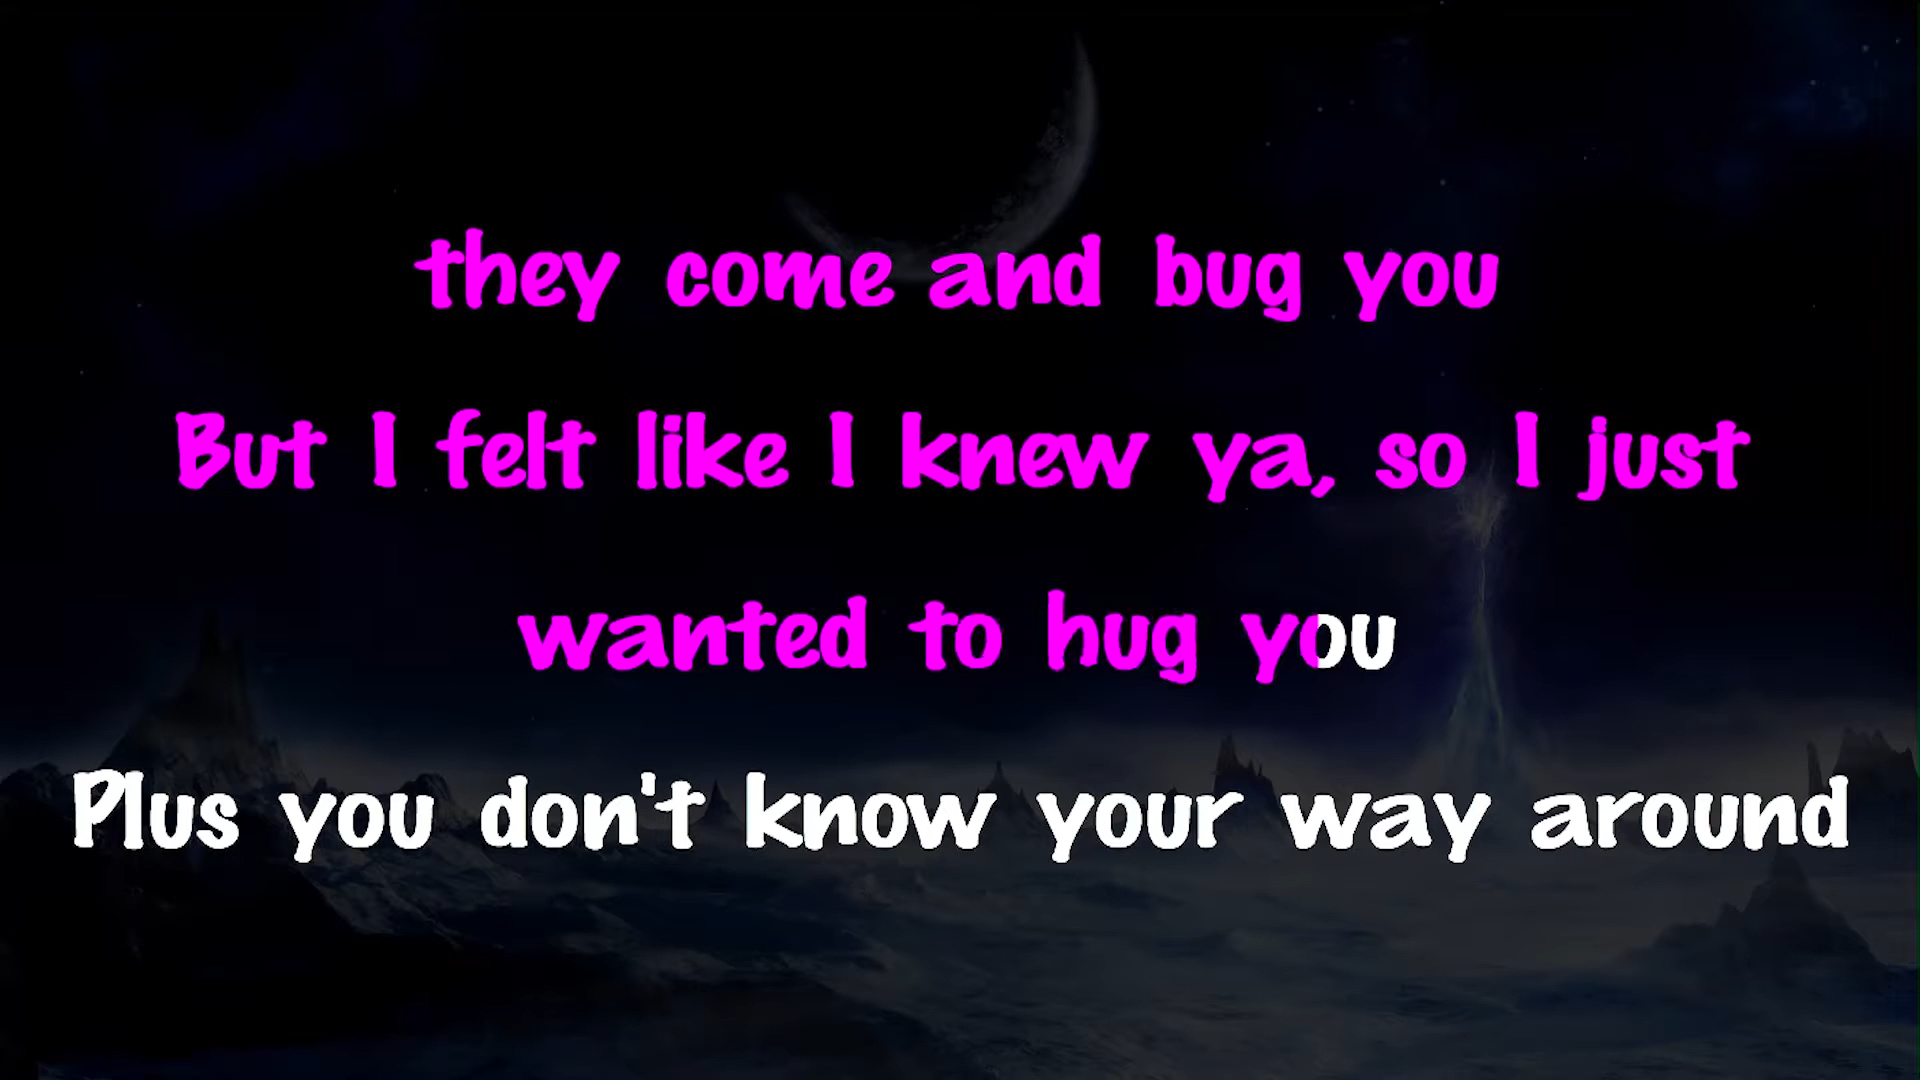 they come and bug you
But I felt like I knew ya, so I just
wanted to hug you
Plus you don't know your way around